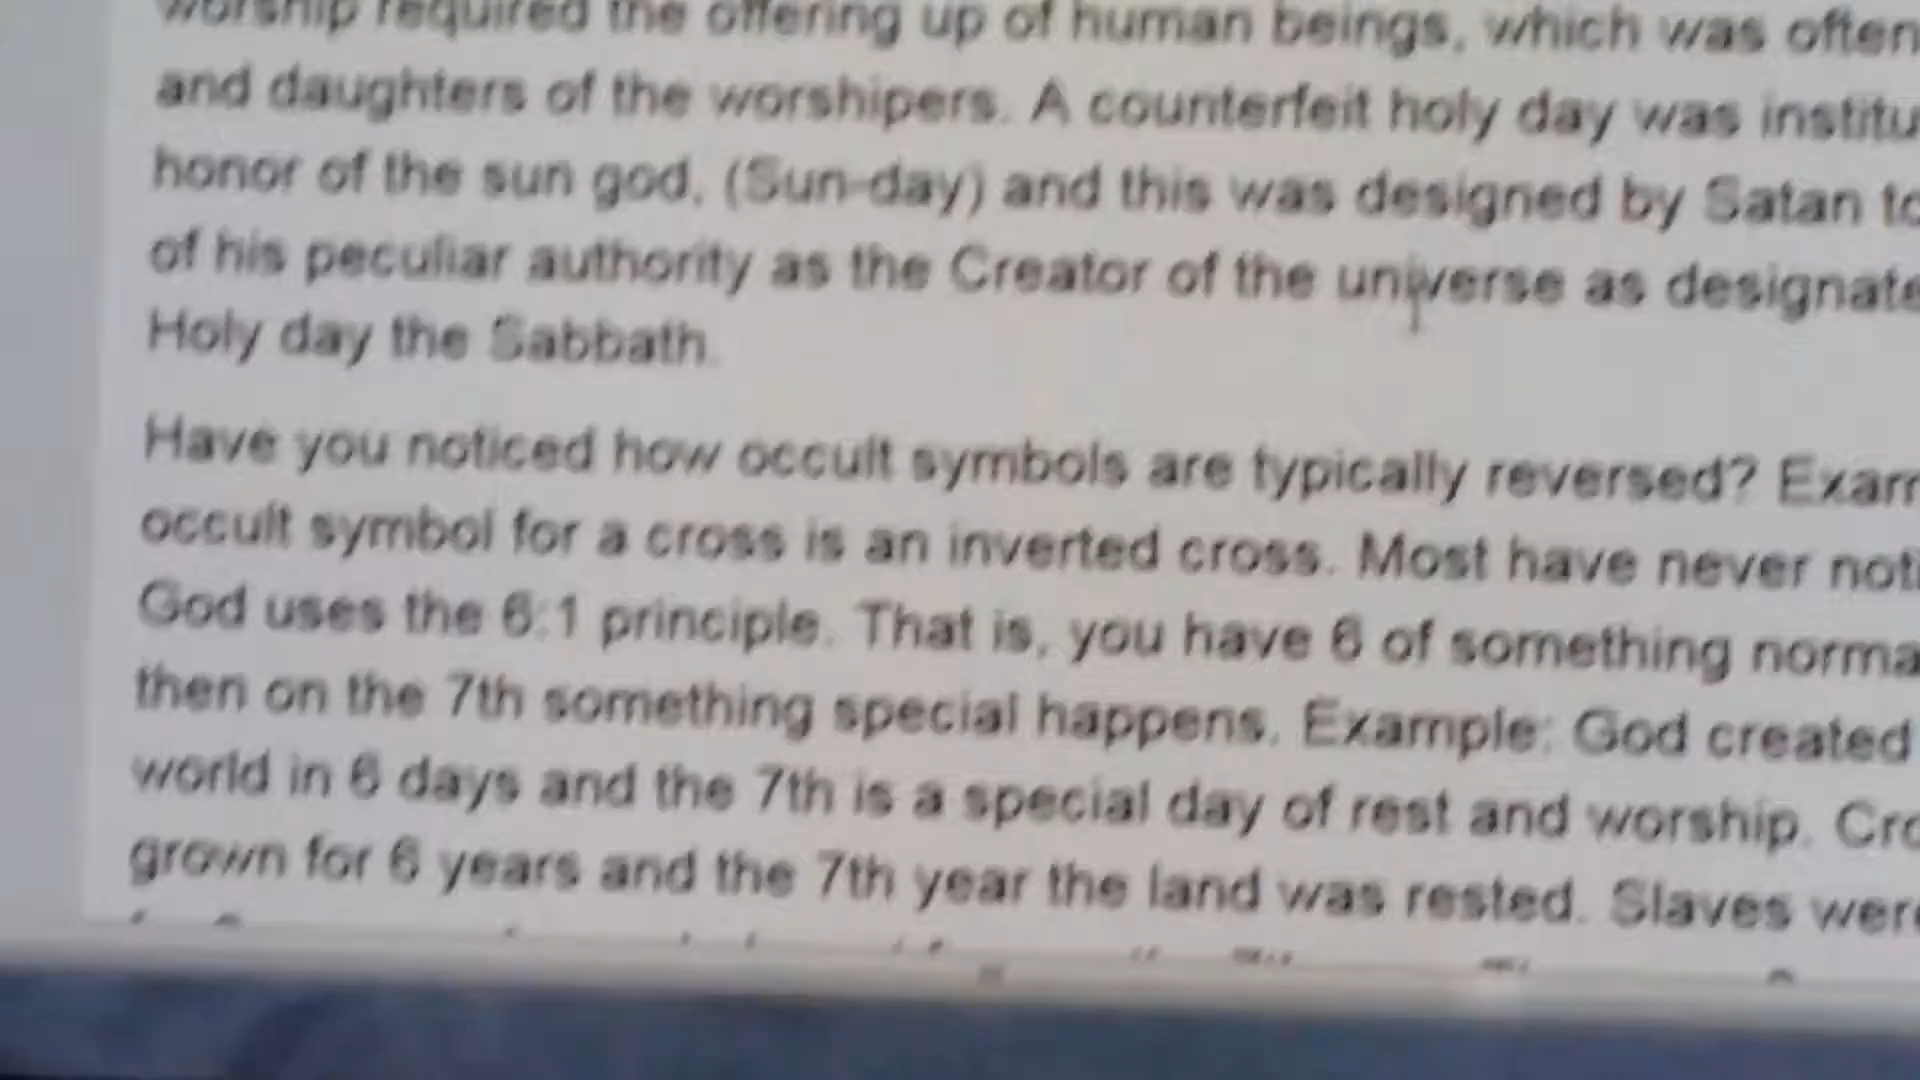 worship required the offering up of human beings, which was often
and daughters of the worshipers. A counterfeit holy day was institu
honor of the sun god, (Sun-day) and this was designed by Satan to
of his peculiar authority as the Creator of the universe as designate
Holy day the Sabbath.
Have you noticed how occult symbols are typically reversed? Exam
occult symbol for a cross is an inverted cross. Most have never noti
God uses the 6:1 principle. That is, you have 6 of something norma
then on the 7th something special happens. Example: God created
world in 6 days and the 7th is a special day of rest and worship. Cro
grown for 6 years and the 7th year the land was rested. Slaves were